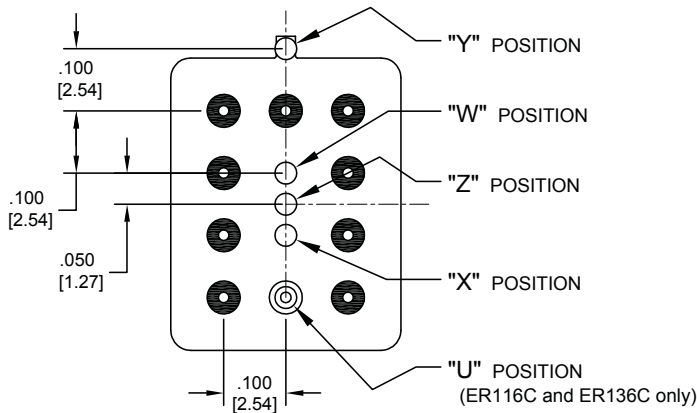 "Y" POSITION
.100
[2.54]
"W" POSITION
"Z" POSITION
.100
[2.54]
.050
[1.27]
"X" POSITION
"U" POSITION
(ER116C and ER136C only)
.100
[2.54]